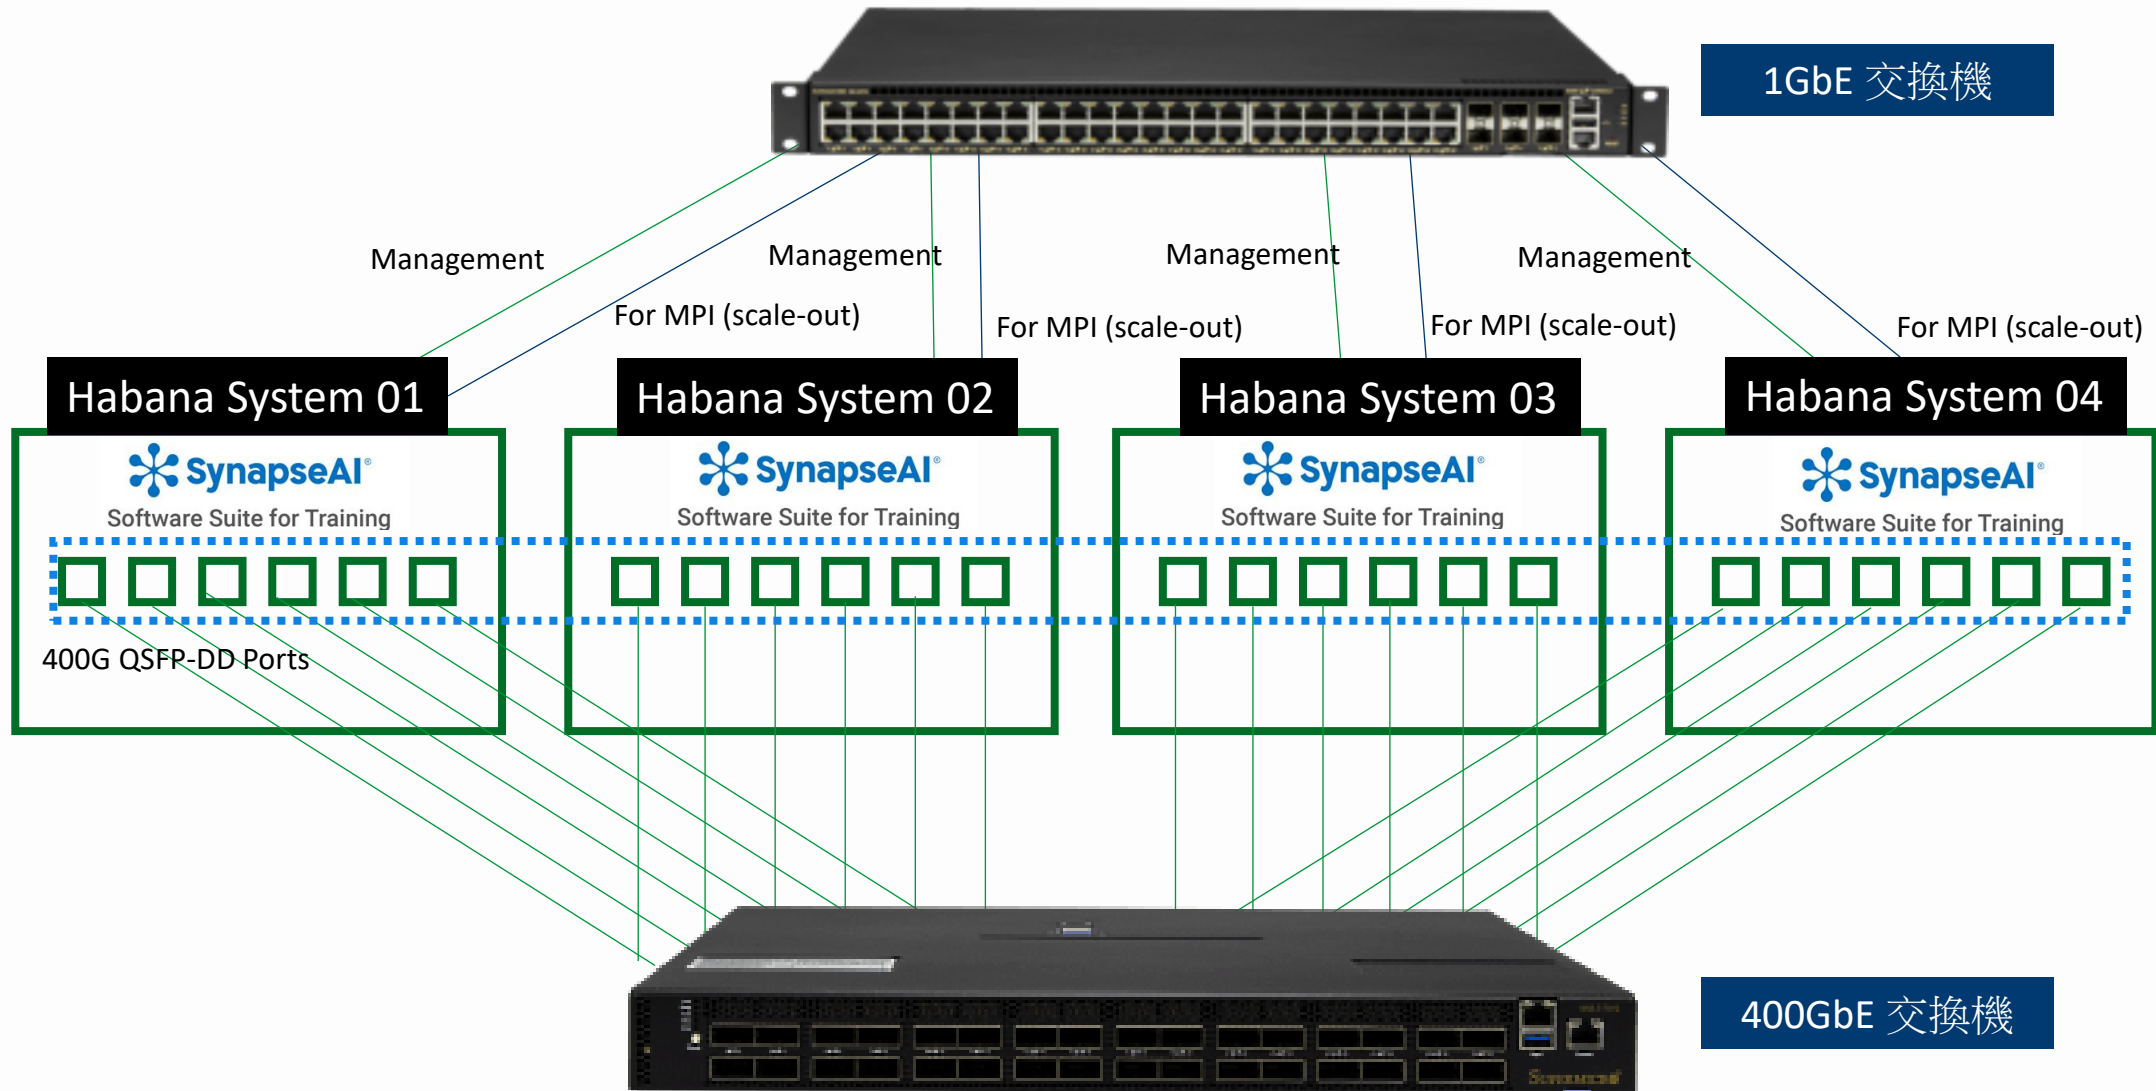 1GbE 交換機
Management
Management
Management
Management
For MPI (scale-out)
For MPI (scale-out)
For MPI (scale-out)
For MPI (scale-out)
Habana System 01
Habana System 02
Habana System 03
Habana System 04
SynapseAI®
Software Suite for Training
SynapseAI®
Software Suite for Training
SynapseAI®
Software Suite for Training
SynapseAI®
Software Suite for Training
400G QSFP-DD Ports
400GbE 交換機
SUPERMICRO